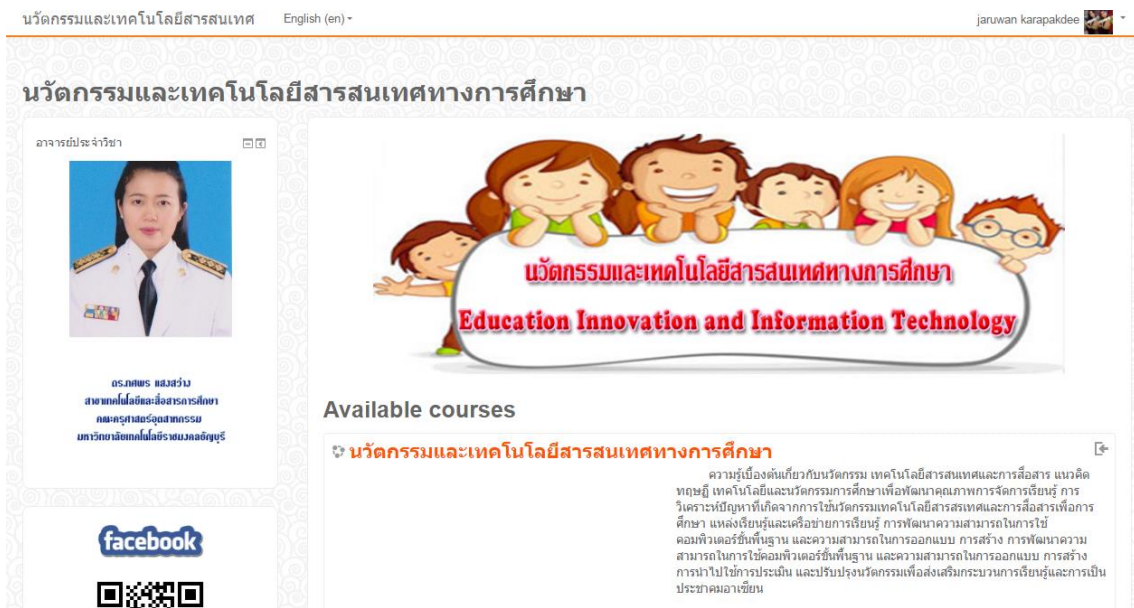 นวัตกรรมและเทคโนโลยีสารสนเทศ English (en)
jaruwan karapakdee
นวัตกรรมและเทคโนโลยีสารสนเทศทางการศึกษา
อาจารย์ประจำวิชา
ดร.ทศพร แสงสว่าง
สาขาเทคโนโลยีและสื่อสารการศึกษา
คณะครุศาสตร์อุตสาหกรรม
มหาวิทยาลัยเทคโนโลยีราชมงคลธัญบุรี
facebook
นวัตกรรมและเทคโนโลยีสารสนเทศทางการศึกษา
Education Innovation and Information Technology
Available courses
นวัตกรรมและเทคโนโลยีสารสนเทศทางการศึกษา
ความรู้เบื้องต้นเกี่ยวกับนวัตกรรม เทคโนโลยีสารสนเทศและการสื่อสาร แนวคิด
ทฤษฎี เทคโนโลยีและนวัตกรรมการศึกษาเพื่อพัฒนาคุณภาพการจัดการเรียนรู้ การ
วิเคราะห์ปัญหาที่เกิดจากการใช้นวัตกรรมเทคโนโลยีสารสรเทศและการสื่อสารเพื่อการ
ศึกษา แหล่งเรียนรู้และเครือข่ายการเรียนรู้ การพัฒนาความสามารถในการใช้
คอมพิวเตอร์ขั้นพื้นฐาน และความสามารถในการออกแบบ การสร้าง การพัฒนาความ
สามารถในการใช้คอมพิวเตอร์ขั้นพื้นฐาน และความสามารถในการออกแบบ การสร้าง
การนำไปใช้การประเมิน และปรับปรุงนวัตกรรมเพื่อส่งเสริมกระบวนการเรียนรู้และการเป็น
ประชาคมอาเซียน